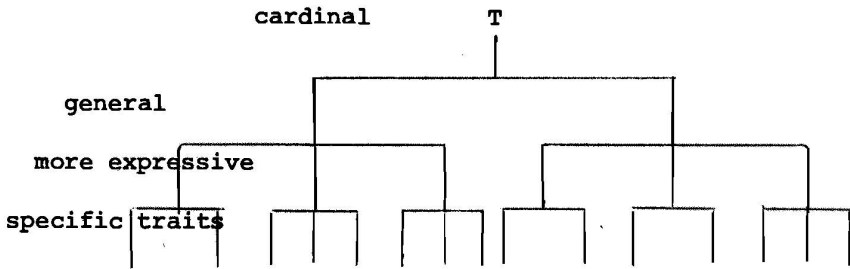 cardinal T
general
more expressive
specific traits